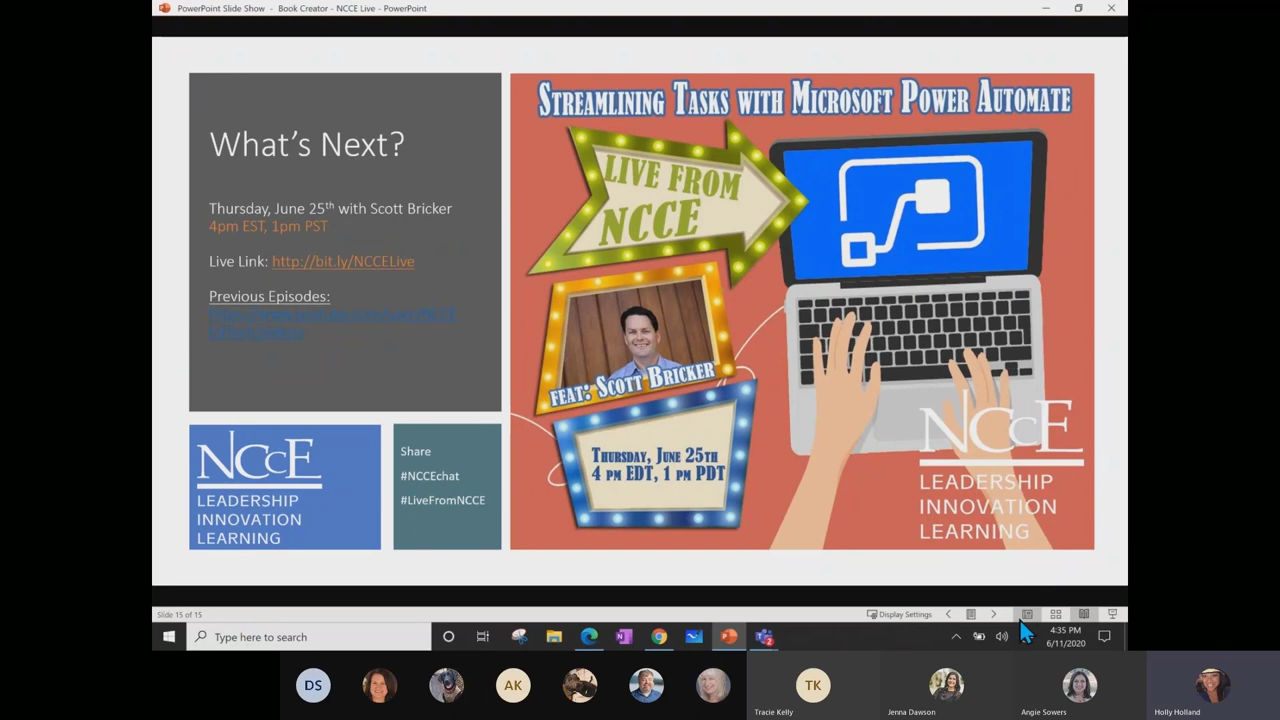 PowerPoint Slide Show - Book Creator - NCCE Live - PowerPoint
What's Next?
Thursday, June 25th with Scott Bricker
4pm EST, 1pm PST
Live Link: http://bit.ly/NCCELive
Previous Episodes:
NCCE
LEADERSHIP
INNOVATION
LEARNING
Share
#NCCEchat
#LiveFromNCCE
STREAMLINING TASKS WITH MICROSOFT POWER AUTOMATE
LIVE FROM
NCCE
FEAT: SCOTT BRICKER
THURSDAY, JUNE 25TH
4 PM EDT, 1 PM PDT
NCCE
LEADERSHIP
INNOVATION
LEARNING
Slide 15 of 15
Display Settings
Type here to search
4:35 PM
6/11/2020
DS
AK
TK
Tracie Kelly
Jenna Dawson
Angie Sowers
Holly Holland